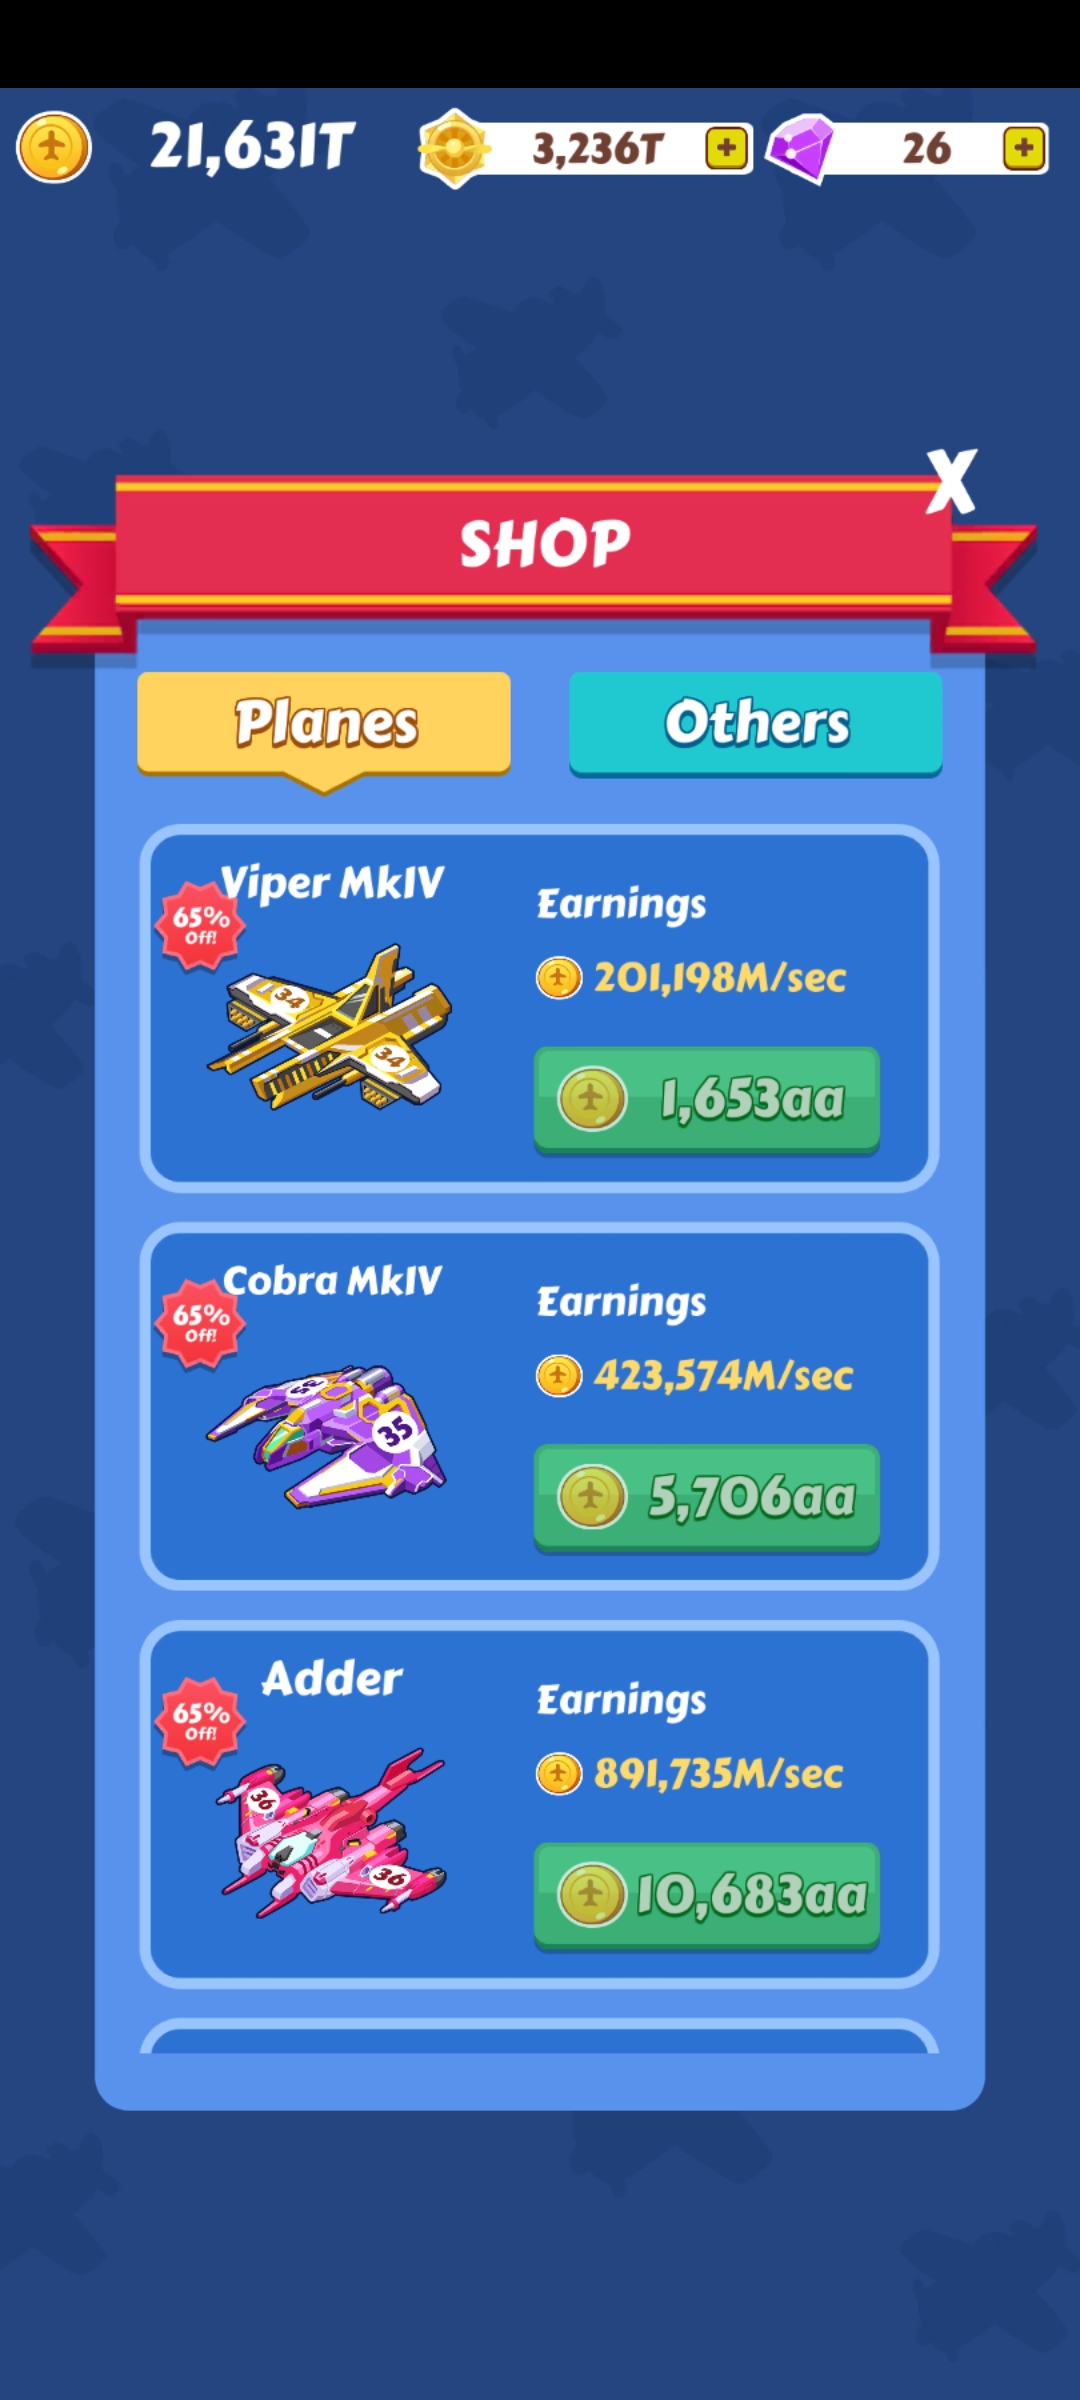 21,631T 3,236T + 26 +
X
SHOP
Planes Others
Viper MkIV
65%
Off!
34
34
Earnings
201,198M/sec
1,653aa
Cobra MkIV
65%
Off!
35
35
Earnings
423,574M/sec
5,706aa
Adder
65%
Off!
36
36
Earnings
891,735M/sec
10,683aa